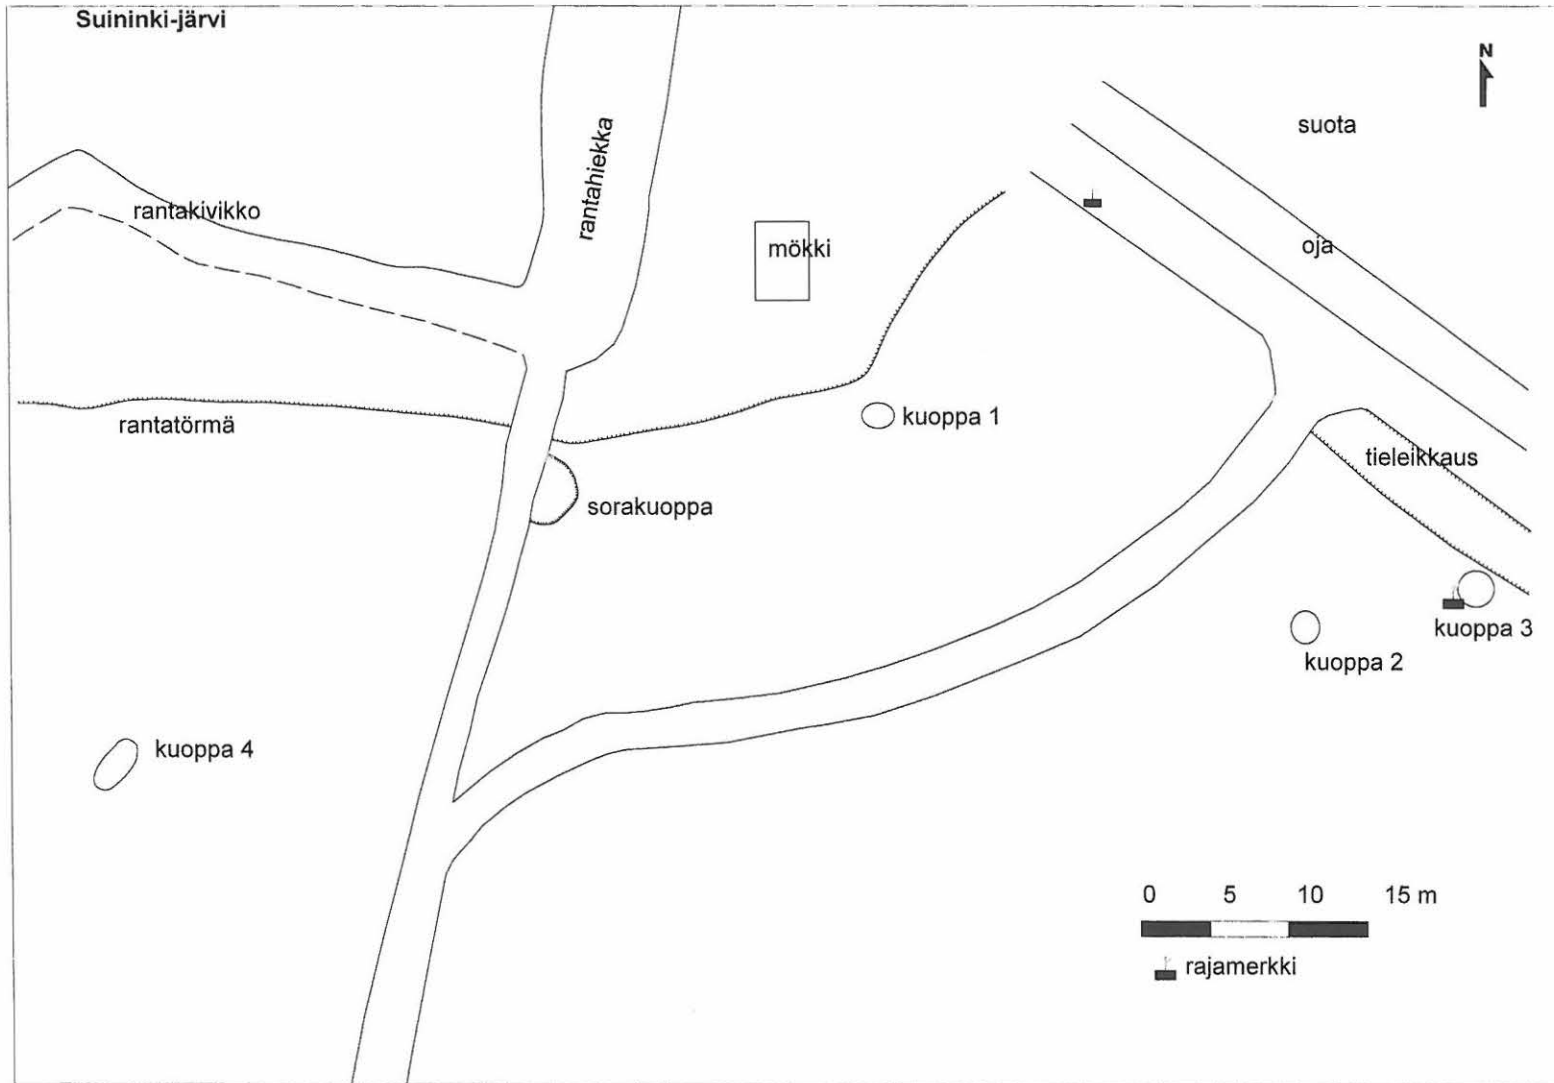 Suininki-järvi
N
suota
rantahiekka
rantakivikko
mökki
oja
kuoppa 1
rantatörmä
tieleikkaus
sorakuoppa
kuoppa 3
kuoppa 2
kuoppa 4
0 5 10 15 m
rajamerkki